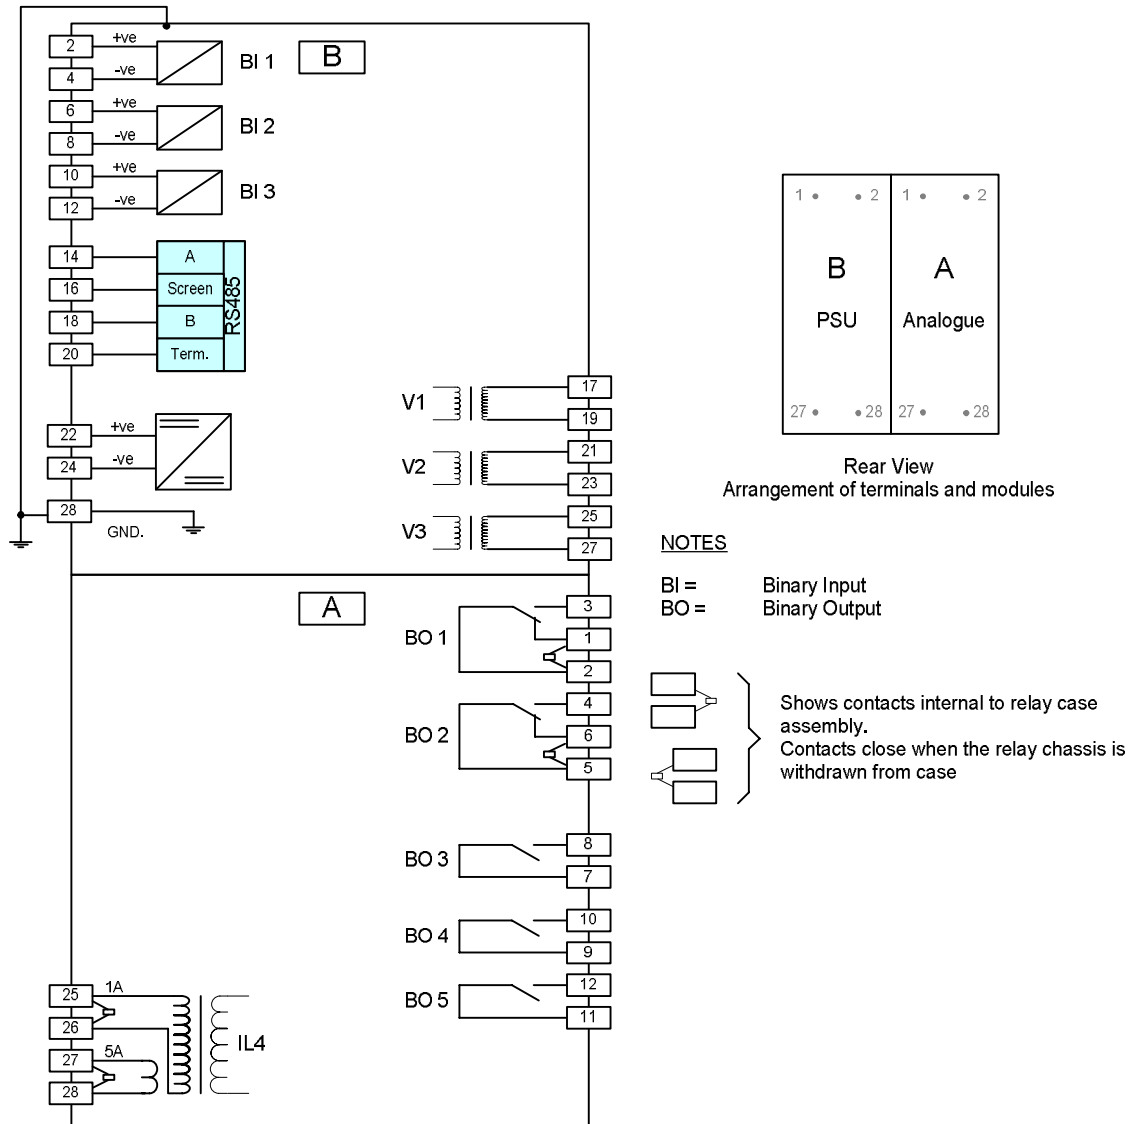 2 +ve
BI 1
B
4 -ve
6 +ve
BI 2
8 -ve
10 +ve
BI 3
12 -ve
14 A
16 Screen
18 B
20 Term.
RS485
22 +ve
24 -ve
28
GND.
V1
17
19
V2
21
23
V3
25
27
A
BO 1
3
1
2
BO 2
4
6
5
BO 3
8
7
BO 4
10
9
BO 5
12
11
25 1A
26
27 5A
28
IL4
1 2 1 2
B A
PSU Analogue
27 28 27 28
Rear View
Arrangement of terminals and modules
NOTES
BI = Binary Input
BO = Binary Output
Shows contacts internal to relay case
assembly.
Contacts close when the relay chassis is
withdrawn from case